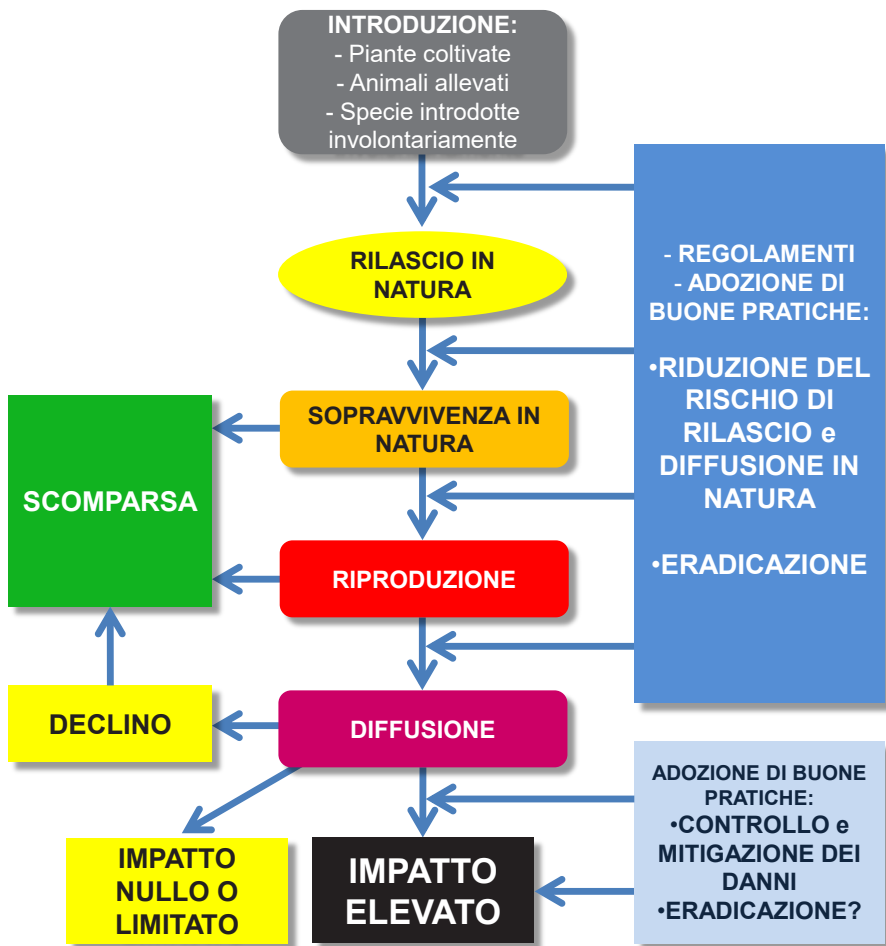 INTRODUZIONE:
- Piante coltivate
- Animali allevati
- Specie introdotte
involontariamente
RILASCIO IN
NATURA
- REGOLAMENTI
- ADOZIONE DI
BUONE PRATICHE:
•RIDUZIONE DEL
RISCHIO DI
RILASCIO e
DIFFUSIONE IN
NATURA
•ERADICAZIONE
SOPRAVVIVENZA IN
NATURA
SCOMPARSA
RIPRODUZIONE
DECLINO
DIFFUSIONE
ADOZIONE DI BUONE
PRATICHE:
•CONTROLLO e
MITIGAZIONE DEI
DANNI
•ERADICAZIONE?
IMPATTO
NULLO O
LIMITATO
IMPATTO
ELEVATO